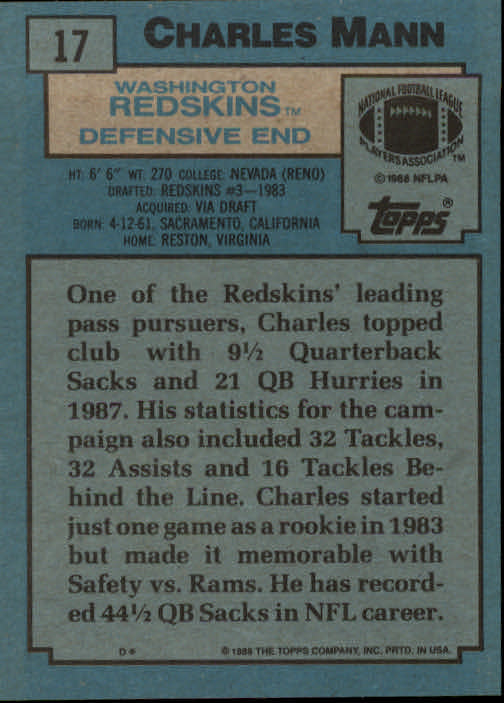 17
CHARLES MANN
WASHINGTON
REDSKINS™
DEFENSIVE END
NATIONAL FOOTBALL LEAGUE
PLAYERS ASSOCIATION™
© 1988 NFLPA
Topps®
HT: 6' 6" WT: 270 COLLEGE: NEVADA (RENO)
DRAFTED: REDSKINS #3—1983
ACQUIRED: VIA DRAFT
BORN: 4-12-61, SACRAMENTO, CALIFORNIA
HOME: RESTON, VIRGINIA
One of the Redskins' leading
pass pursuers, Charles topped
club with 9½ Quarterback
Sacks and 21 QB Hurries in
1987. His statistics for the cam-
paign also included 32 Tackles,
32 Assists and 16 Tackles Be-
hind the Line. Charles started
just one game as a rookie in 1983
but made it memorable with
Safety vs. Rams. He has record-
ed 44½ QB Sacks in NFL career.
D* © 1988 THE TOPPS COMPANY, INC. PRTD. IN USA.